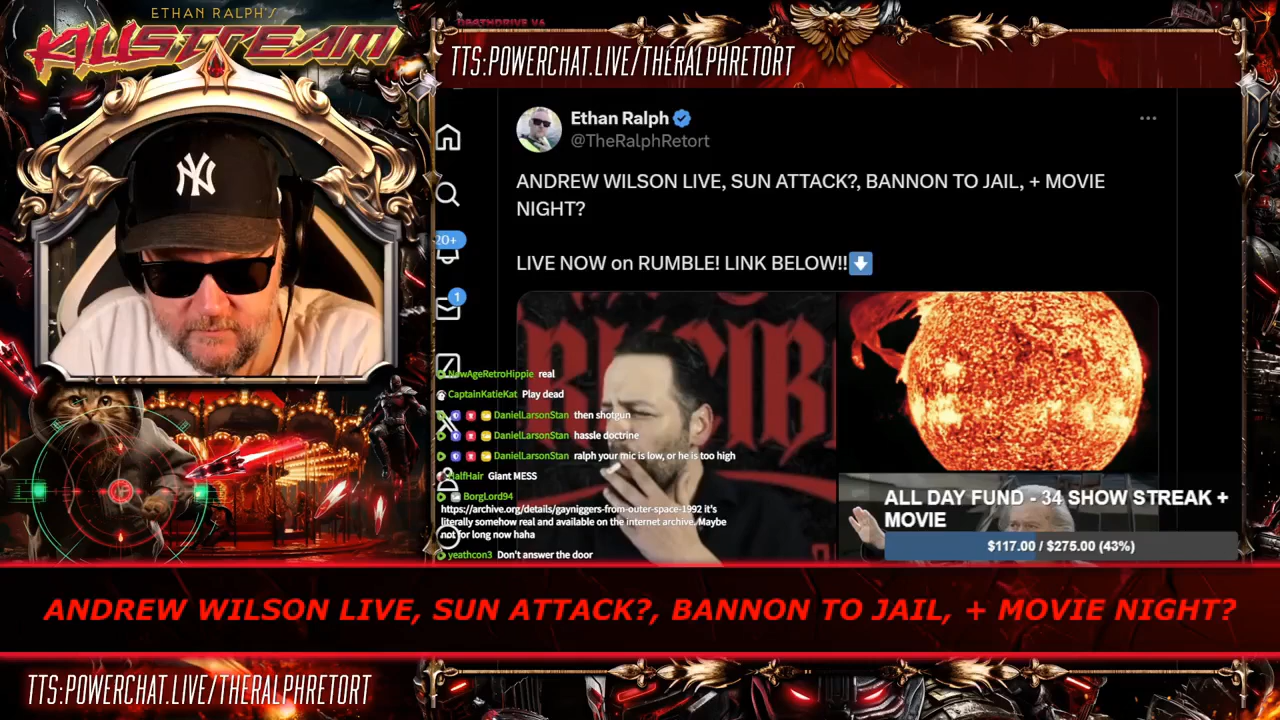 ETHAN RALPH'S
KILLSTREAM
TTS:POWERCHAT.LIVE/THERALPHRETORT
Ethan Ralph
@TheRalphRetort
ANDREW WILSON LIVE, SUN ATTACK?, BANNON TO JAIL, + MOVIE
NIGHT?
LIVE NOW on RUMBLE! LINK BELOW!!
20+
1
NY
NewAgeRetroHippie real
CaptainKatieKat Play dead
DanielLarsonStan then shotgun
DanielLarsonStan hassle doctrine
DanielLarsonStan ralph your mic is low, or he is too high
HalfHair Giant MESS
BorgLord94
https://archive.org/details/gayniggers-from-outer-space-1992 it's
literally somehow real and available on the internet archive. Maybe
not for long now haha
yeathcon3 Don't answer the door
ALL DAY FUND - 34 SHOW STREAK +
MOVIE
$117.00 / $275.00 (43%)
ANDREW WILSON LIVE, SUN ATTACK?, BANNON TO JAIL, + MOVIE NIGHT?
TTS:POWERCHAT.LIVE/THERALPHRETORT